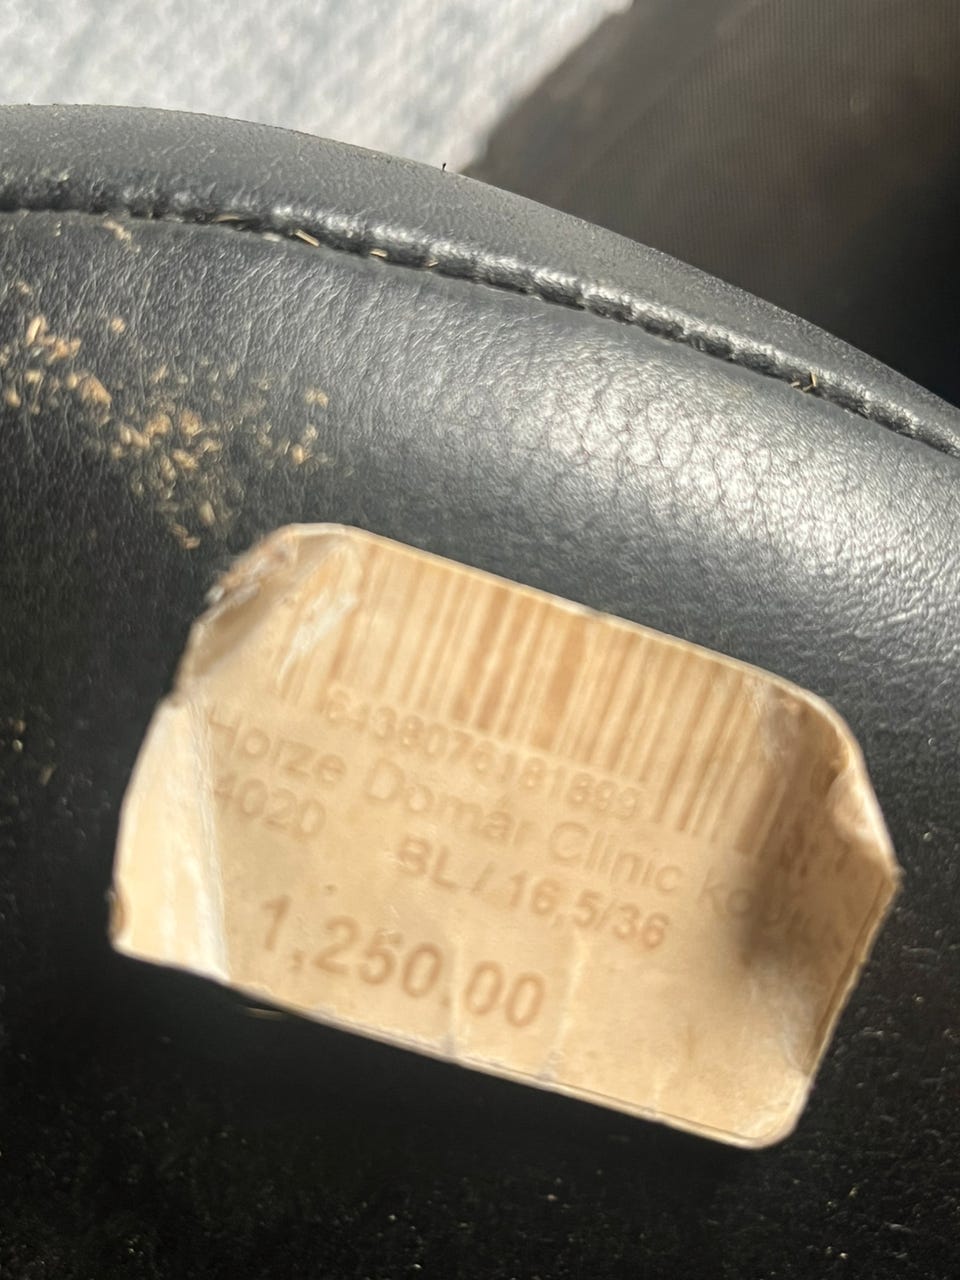 6438076181899
Horze Domar Clinic
4020 BL / 16,5/36
1,250.00